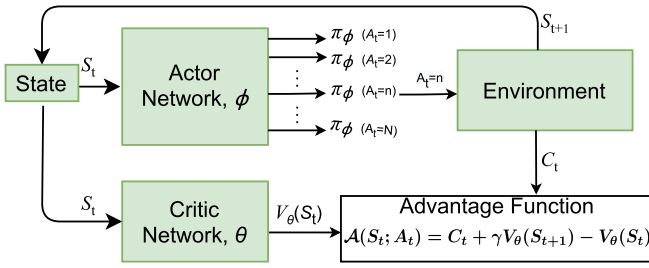 S_{t+1}
State
S_t
Actor
Network, ϕ
π_ϕ (A_t=1)
π_ϕ (A_t=2)
⋮
π_ϕ (A_t=n)
⋮
π_ϕ (A_t=N)
A_t=n
Environment
C_t
S_t
Critic
Network, θ
V_θ(S_t)
Advantage Function
𝒜(S_t; A_t) = C_t + γV_θ(S_{t+1}) − V_θ(S_t)